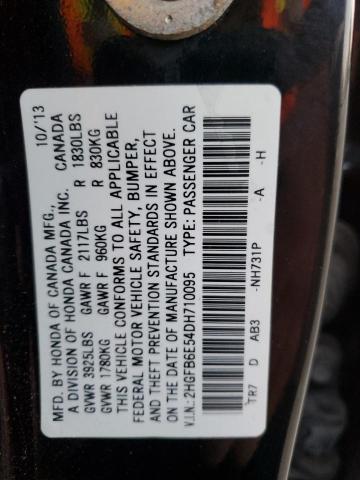 MFD. BY HONDA OF CANADA MFG., 10/'13
A DIVISION OF HONDA CANADA INC. CANADA
GVWR 3925LBS GAWR F 2117LBS R 1830LBS
GVWR 1780KG GAWR F 960KG R 830KG
THIS VEHICLE CONFORMS TO ALL APPLICABLE
FEDERAL MOTOR VEHICLE SAFETY, BUMPER,
AND THEFT PREVENTION STANDARDS IN EFFECT
ON THE DATE OF MANUFACTURE SHOWN ABOVE.
V.I.N.: 2HGFB6E54DH710095 TYPE: PASSENGER CAR
TR7 D AB3 -NH731P -A -H